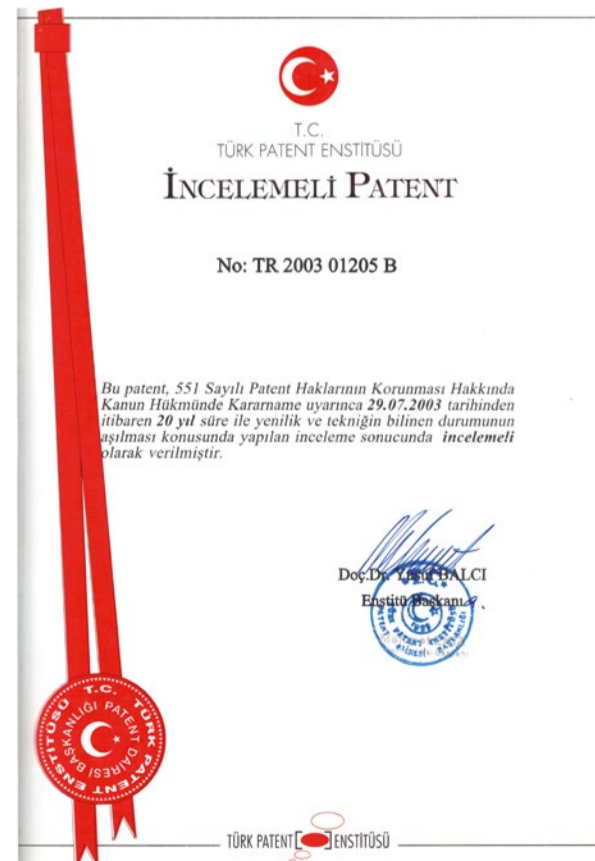 T.C.
TÜRK PATENT ENSTİTÜSÜ
İNCELEMELİ PATENT
No: TR 2003 01205 B
Bu patent, 551 Sayılı Patent Haklarının Korunması Hakkında
Kanun Hükmünde Kararname uyarınca 29.07.2003 tarihinden
itibaren 20 yıl süre ile yenilik ve tekniğin bilinen durumunun
aşılması konusunda yapılan inceleme sonucunda incelemeli
olarak verilmiştir.
Doç.Dr. BALCI
Enstitü Başkanı
T.C. TÜRK PATENT ENSTİTÜSÜ
PATENT DAİRESİ BAŞKANLIĞI
TÜRK PATENT ENSTİTÜSÜ